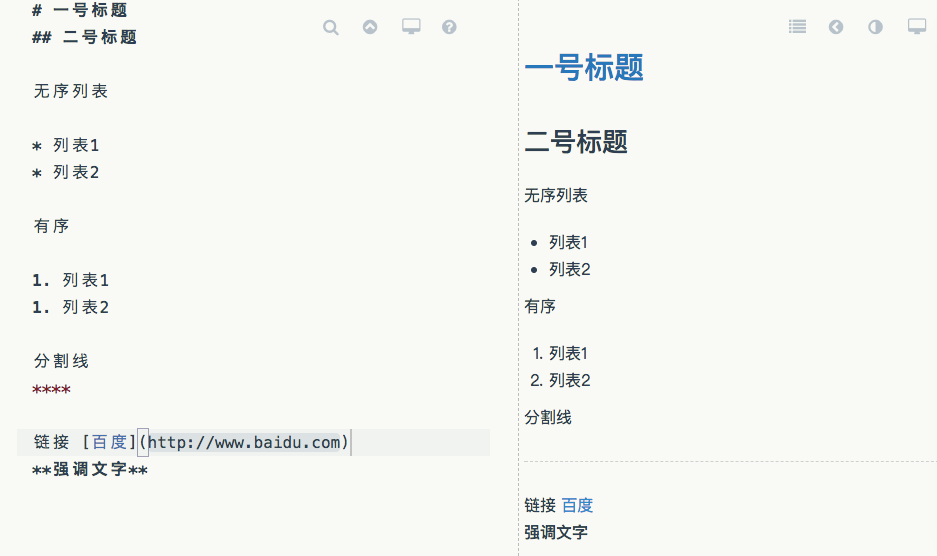 # 一号标题
## 二号标题
无序列表
* 列表1
* 列表2
有序
1. 列表1
1. 列表2
分割线
****
链接 [百度](http://www.baidu.com)
**强调文字**
一号标题
二号标题
无序列表
• 列表1
• 列表2
有序
1. 列表1
2. 列表2
分割线
链接 百度
强调文字